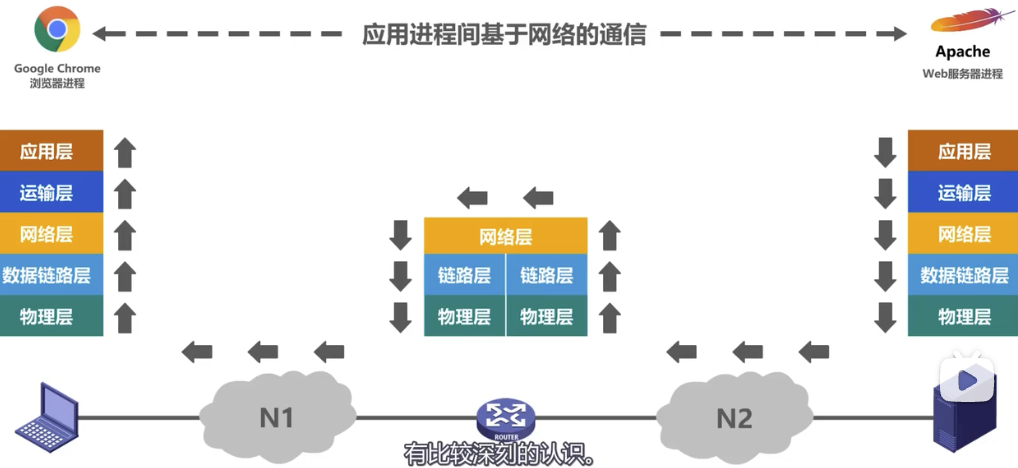 应用进程间基于网络的通信
Google Chrome
浏览器进程
Apache
Web服务器进程
应用层
运输层
网络层
数据链路层
物理层
网络层
链路层 链路层
物理层 物理层
应用层
运输层
网络层
数据链路层
物理层
N1
ROUTER
N2
有比较深刻的认识。